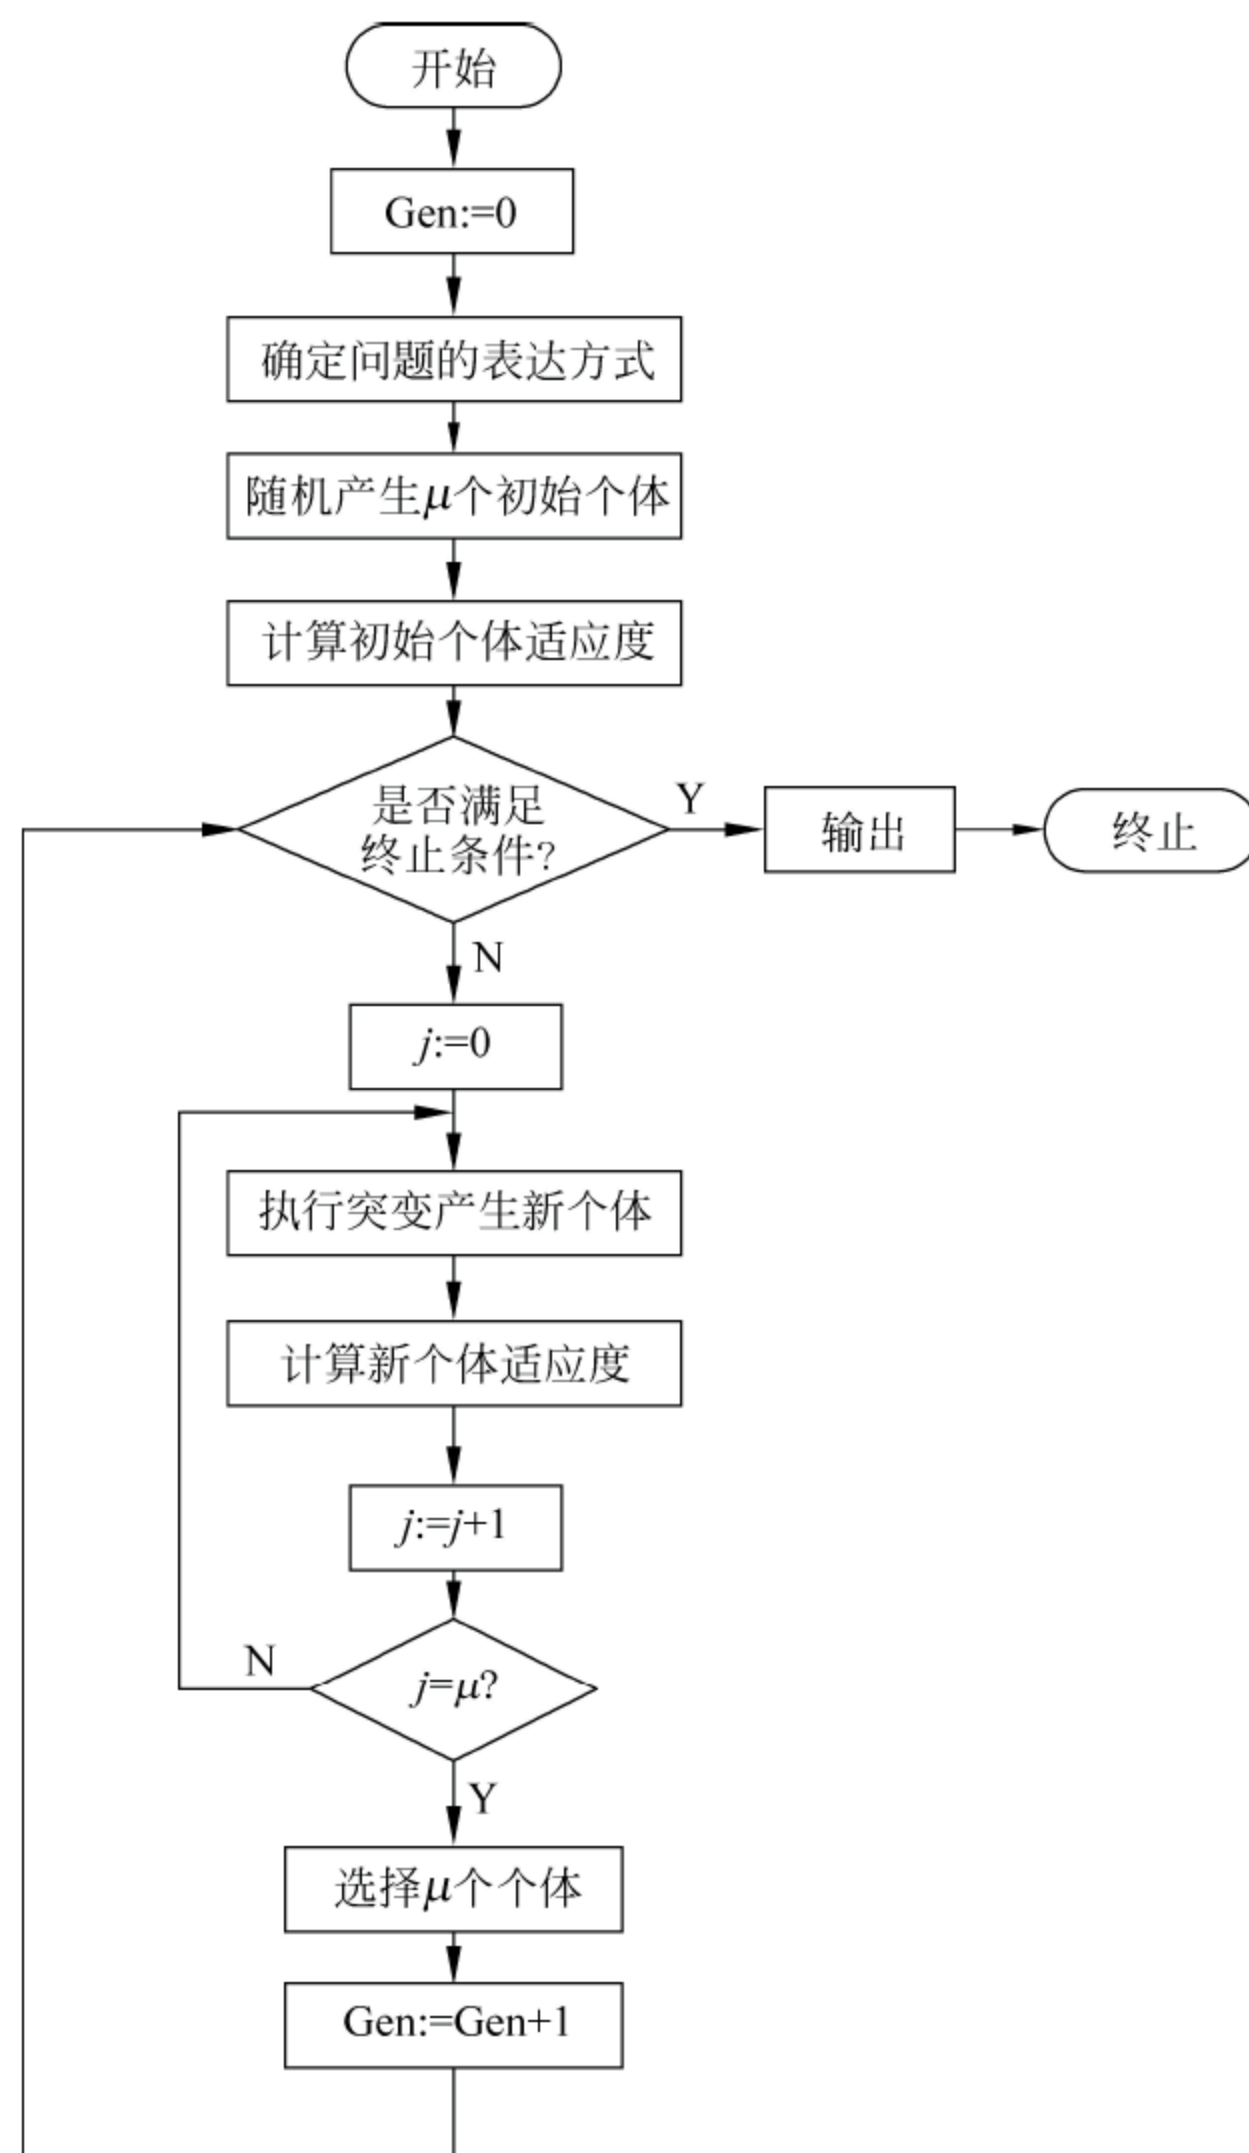 开始
Gen:=0
确定问题的表达方式
随机产生μ个初始个体
计算初始个体适应度
是否满足
终止条件?
Y
输出
终止
N
j:=0
执行突变产生新个体
计算新个体适应度
j:=j+1
N
j=μ?
Y
选择μ个个体
Gen:=Gen+1